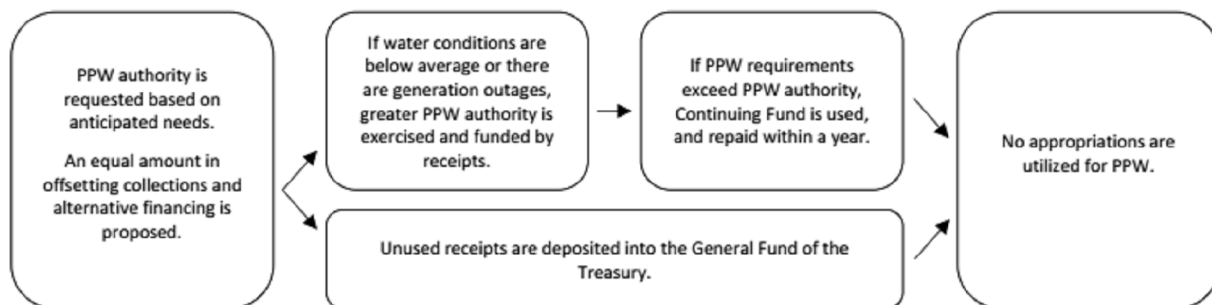 PPW authority is
requested based on
anticipated needs.
An equal amount in
offsetting collections and
alternative financing is
proposed.
If water conditions are
below average or there
are generation outages,
greater PPW authority is
exercised and funded by
receipts.
If PPW requirements
exceed PPW authority,
Continuing Fund is used,
and repaid within a year.
Unused receipts are deposited into the General Fund of the
Treasury.
No appropriations are
utilized for PPW.